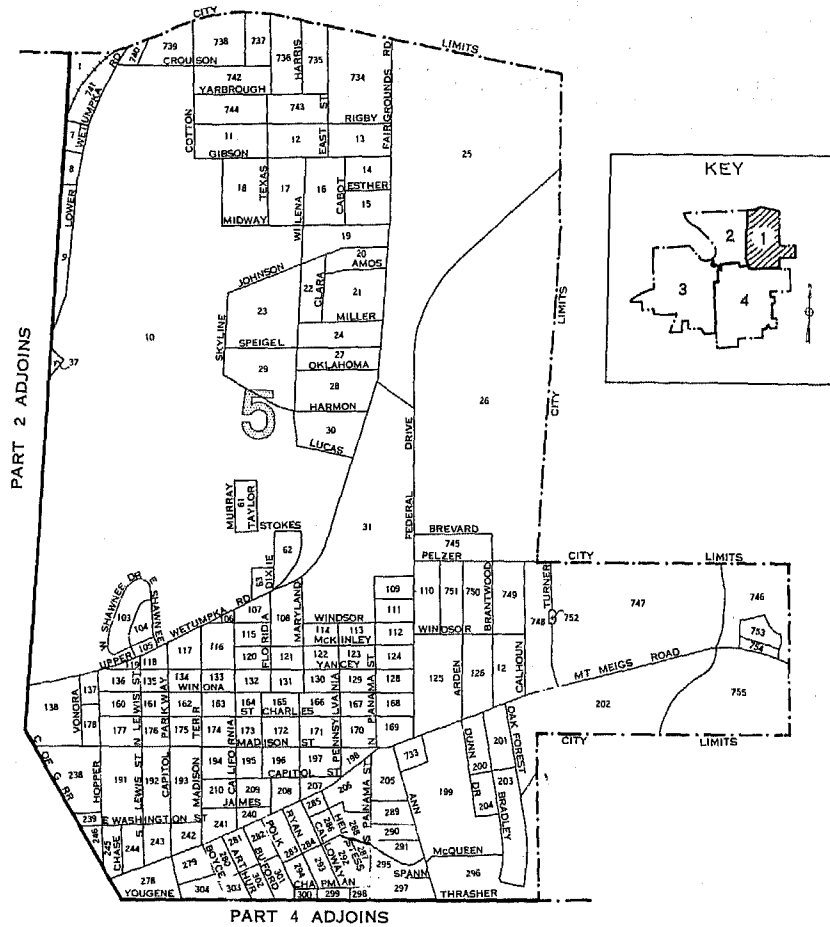 CITY
LIMITS
739
738
737
740
CROUSON
736
HARRIS
735
734
FAIRGROUNDS RD
1
741
LOWER WETUMPKA RD
742
YARBROUGH
744
743
RIGBY
COTTON
11
12
EAST ST
13
GIBSON
25
7
8
9
18
TEXAS
17
16
CABOT
14
ESTHER
15
MIDWAY
WILENA
19
20
AMOS
JOHNSON
22
CLARA
21
MILLER
23
24
SKYLINE
SPEIGEL
27
OKLAHOMA
29
28
HARMON
30
LUCAS
10
37
5
26
CITY
LIMITS
KEY
2
1
3
4
PART 2 ADJOINS
MURRAY
61
TAYLOR
STOKES
62
DIXIE
63
31
FEDERAL DRIVE
BREVARD
745
PELZER
CITY LIMITS
W SHAWNEE DR
E SHAWNEE
103
104
105
UPPER WETUMPKA RD
106
107
108
MARYLAND
109
111
110
751
750
BRANTWOOD
749
TURNER
748
752
747
746
753
754
WINDSOR
114
113
112
WINDSOR
McKINLEY
115
FLORIDIA
116
117
118
119
120
121
122
123
124
YANCEY
125
ARDEN
126
12
CALHOUN
MT MEIGS ROAD
755
202
CITY LIMITS
138
VONORA
137
136
135
134
133
132
131
130
129
128
WINONA
160
161
162
163
164
165
166
167
168
ST CHARLES
178
177
176
175
174
173
172
171
170
169
MADISON ST
N LEWIS ST
PARKWAY
TERR
CALIFORNIA
PENNSYLVANIA
N PANAMA ST
C OF G RR
238
HOPPER
191
192
CAPITOL
193
MADISON
194
195
196
197
198
CAPITOL ST
S PANAMA ST
205
733
ANN
199
DUNN DR
200
201
OAK FOREST
203
BRADLEY
204
210
209
208
207
206
JAMES
239
E WASHINGTON ST
241
240
246
245
CHASE
244
S LEWIS ST
243
242
281
282
POLK
RYAN
285
286
HEUSTESS
288
289
290
291
283
284
CALLOWAY
292
293
294
295
McQUEEN
SPANN
296
278
YOUGENE
279
BOYCE
280
ARTHUR
BUFORD
301
302
303
304
CHAPMAN
300
299
298
297
THRASHER
PART 4 ADJOINS